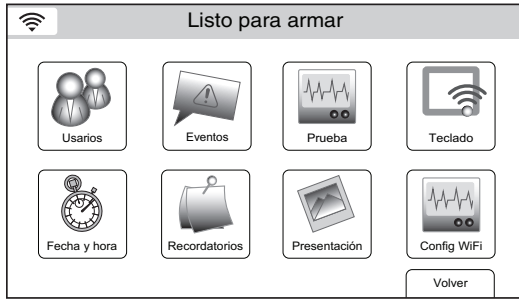 Listo para armar
Usarios
Eventos
Prueba
Teclado
Fecha y hora
Recordatorios
Presentación
Config WiFi
Volver